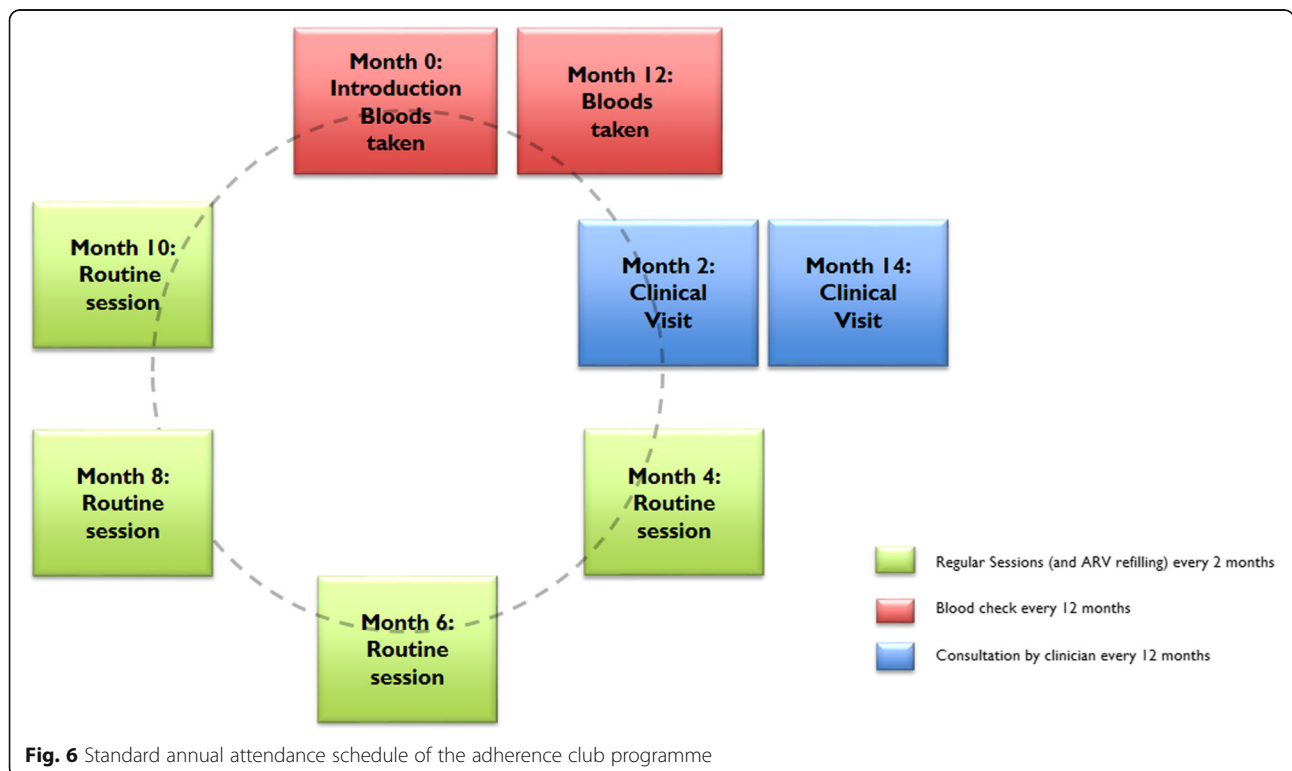 Month 0:
Introduction
Bloods
taken
Month 12:
Bloods
taken
Month 10:
Routine
session
Month 2:
Clinical
Visit
Month 14:
Clinical
Visit
Month 8:
Routine
session
Month 4:
Routine
session
Month 6:
Routine
session
Regular Sessions (and ARV refilling) every 2 months
Blood check every 12 months
Consultation by clinician every 12 months
Fig. 6 Standard annual attendance schedule of the adherence club programme